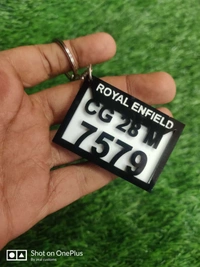 ROYAL ENFIELD
CG 28 M
7579
Shot on OnePlus